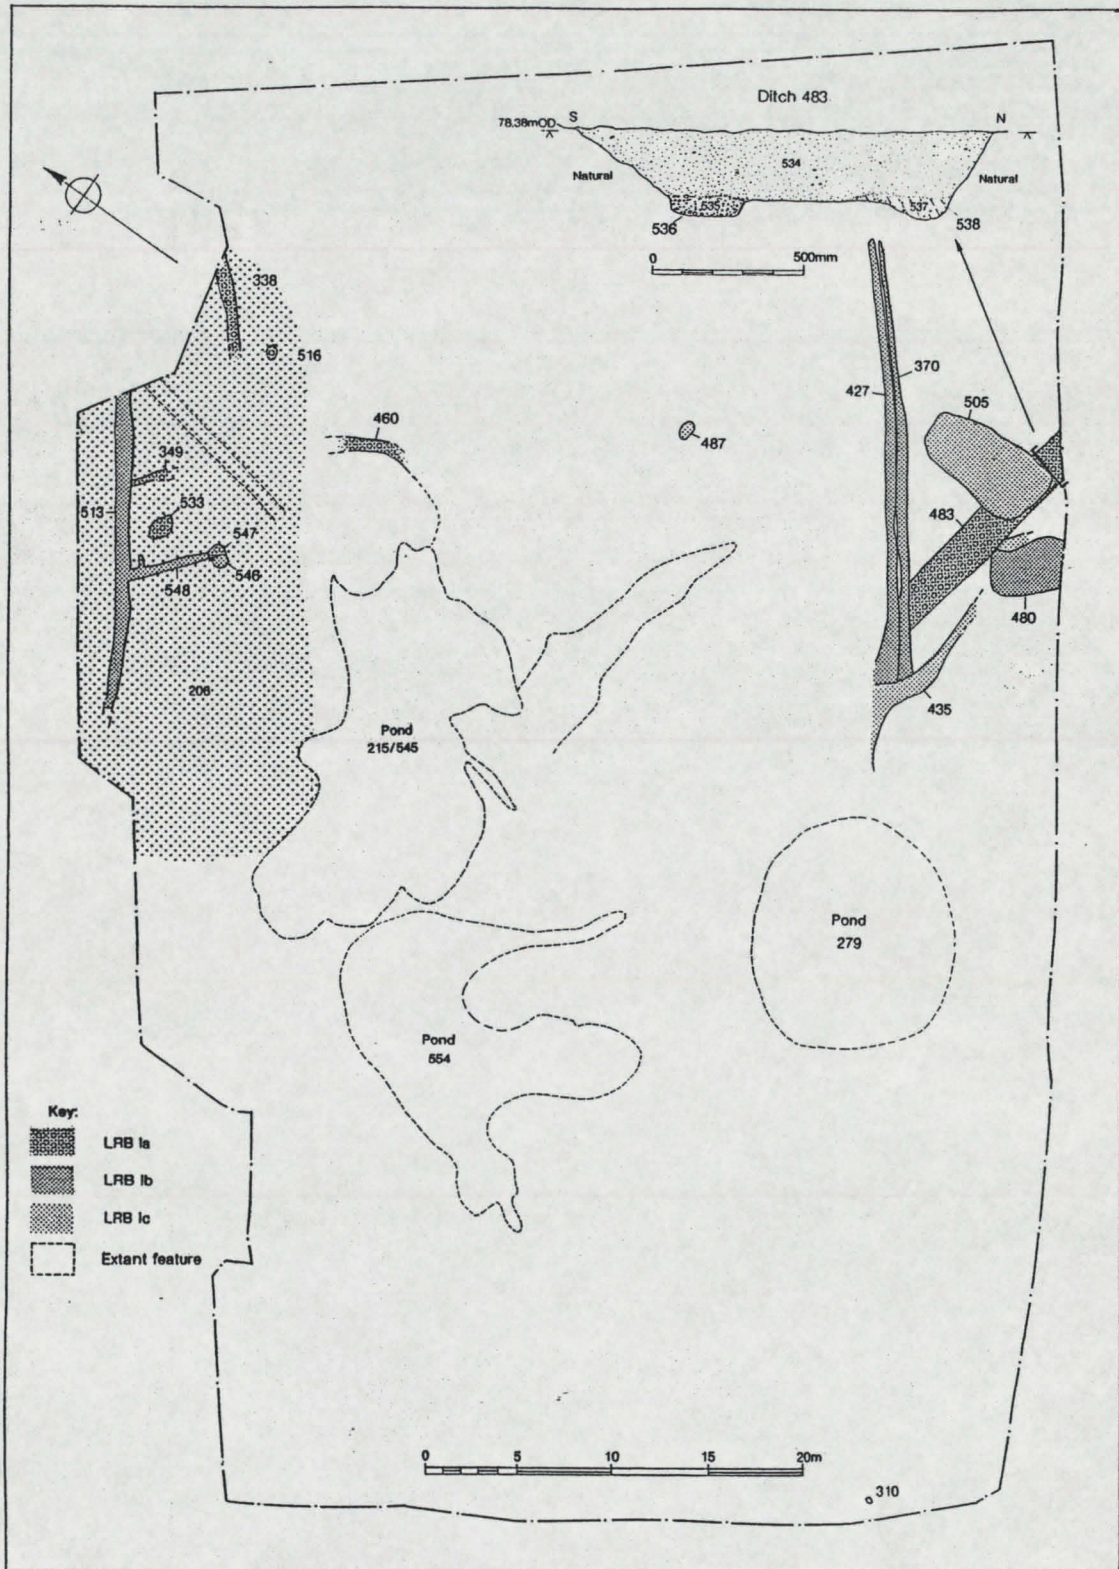 Ditch 483
S
N
78.38mOD
534
Natural
Natural
535
537
536
538
0 500mm
338
516
370
427
505
460
487
349
533
513
547
483
546
548
480
208
435
Pond
215/545
Pond
279
Pond
554
Key:
LRB Ia
LRB Ib
LRB Ic
Extant feature
0 5 10 15 20m
310